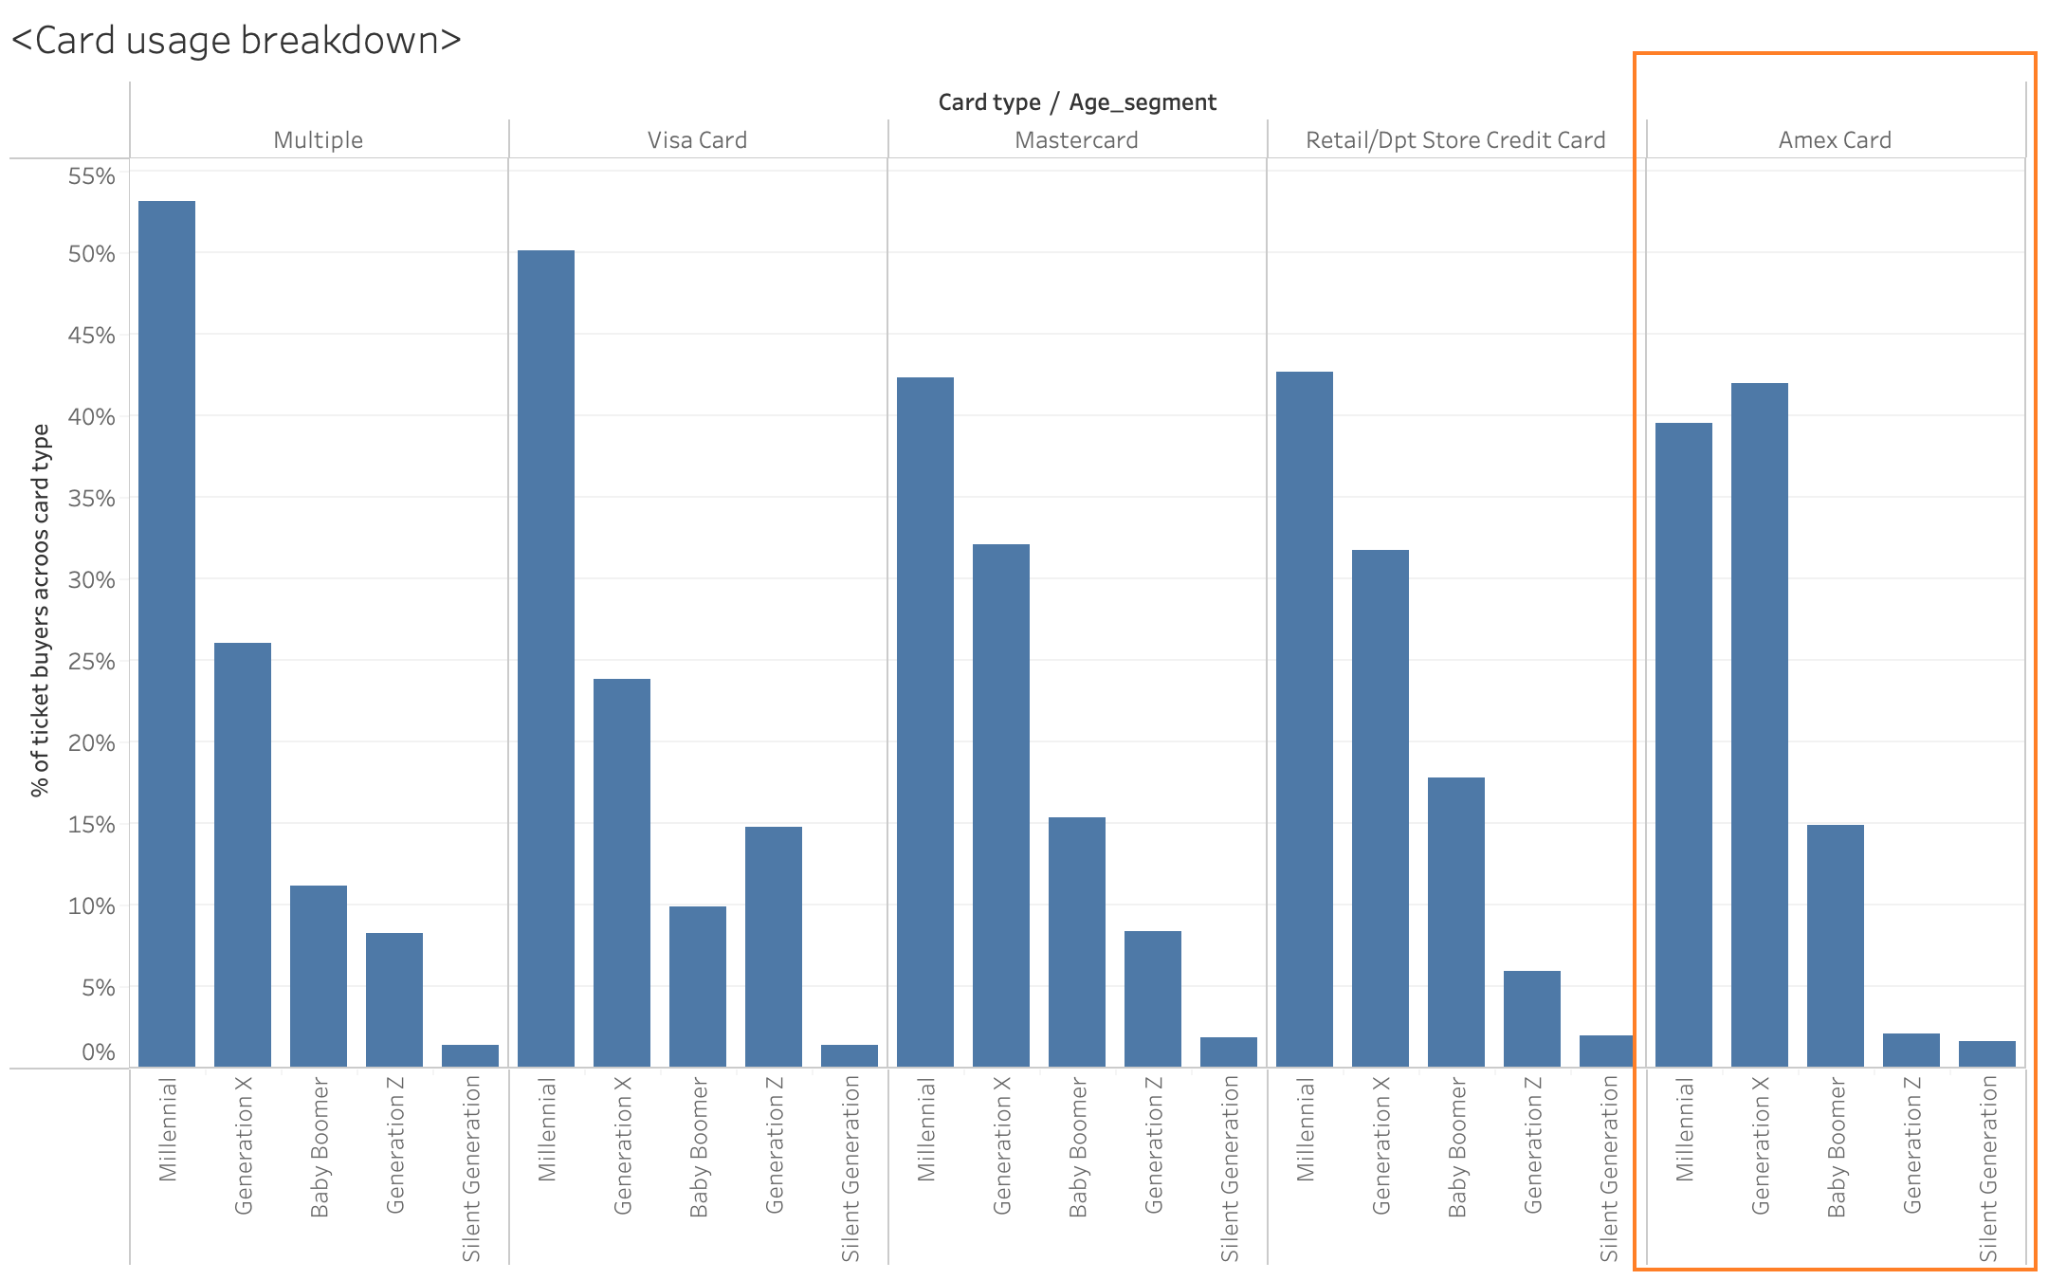 <Card usage breakdown>
Card type / Age_segment
Multiple
Visa Card
Mastercard
Retail/Dpt Store Credit Card
Amex Card
% of ticket buyers acroos card type
55%
50%
45%
40%
35%
30%
25%
20%
15%
10%
5%
0%
Millennial
Generation X
Baby Boomer
Generation Z
Silent Generation
Millennial
Generation X
Baby Boomer
Generation Z
Silent Generation
Millennial
Generation X
Baby Boomer
Generation Z
Silent Generation
Millennial
Generation X
Baby Boomer
Generation Z
Silent Generation
Millennial
Generation X
Baby Boomer
Generation Z
Silent Generation